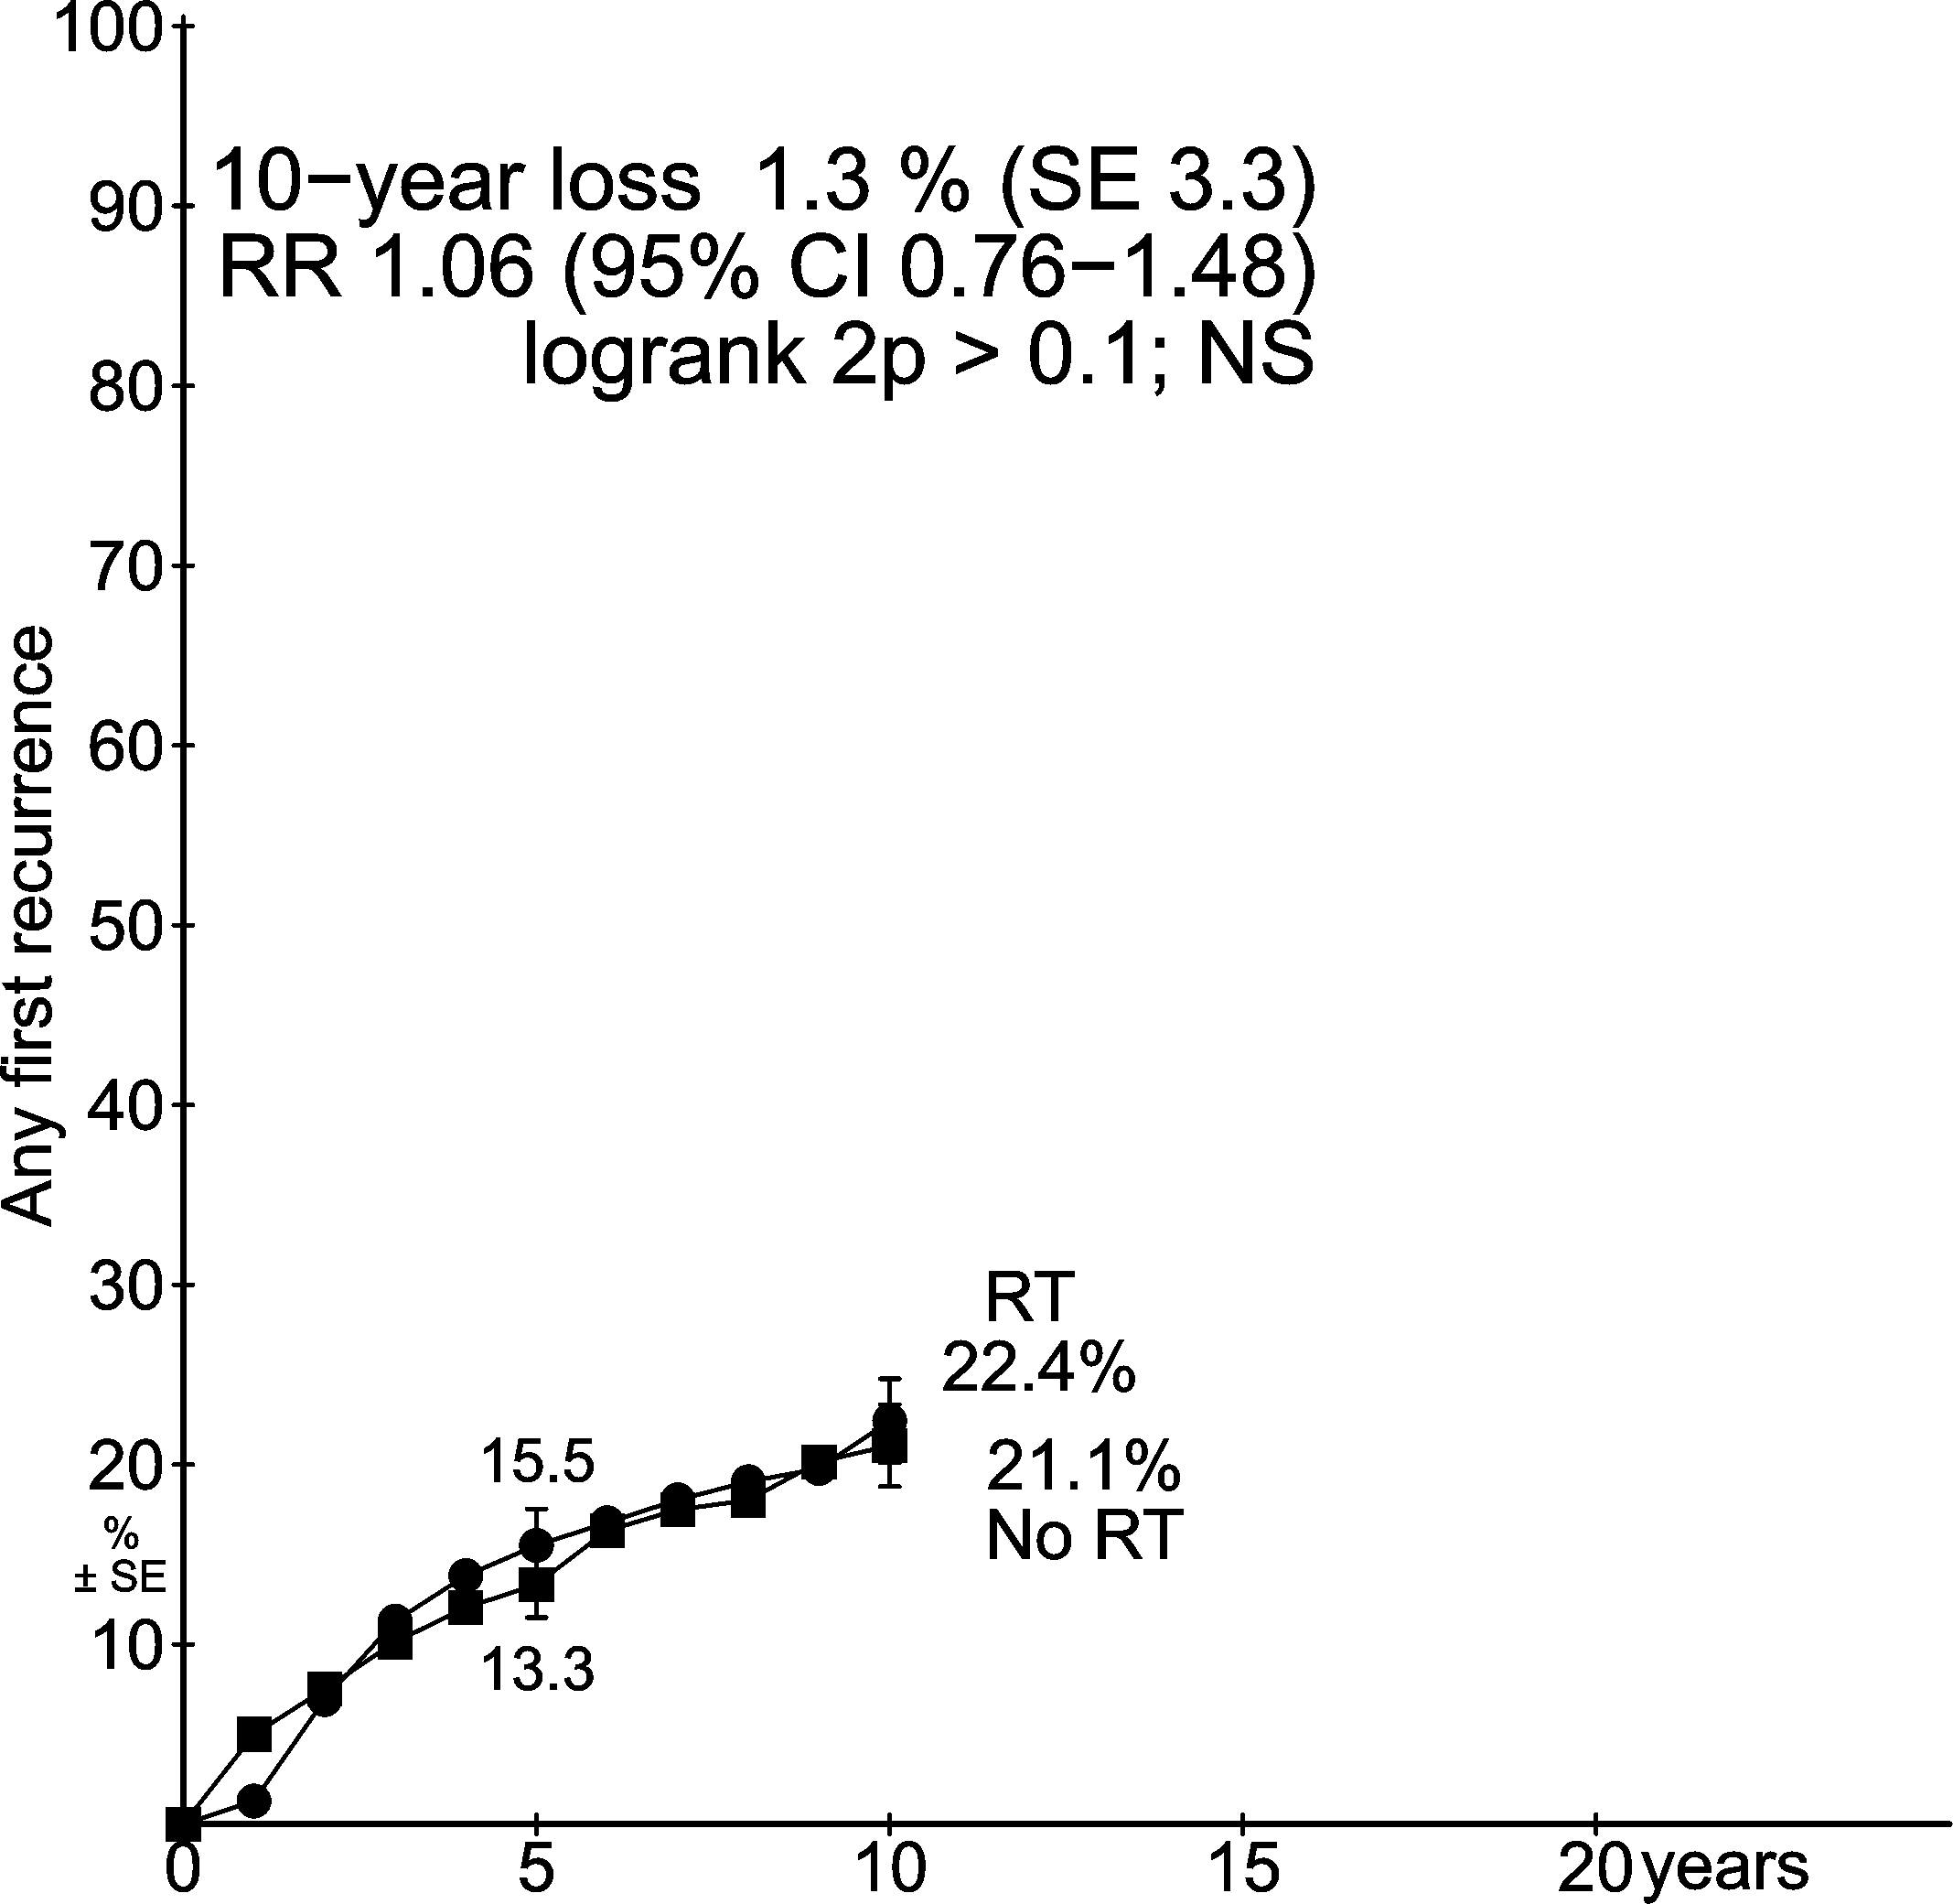 100
10−year loss 1.3 % (SE 3.3)
90
RR 1.06 (95% CI 0.76−1.48)
logrank 2p > 0.1; NS
80
70
60
50
40
30
20
%
± SE
10
Any first recurrence
RT
22.4%
15.5
21.1%
No RT
13.3
0 5 10 15 20 years